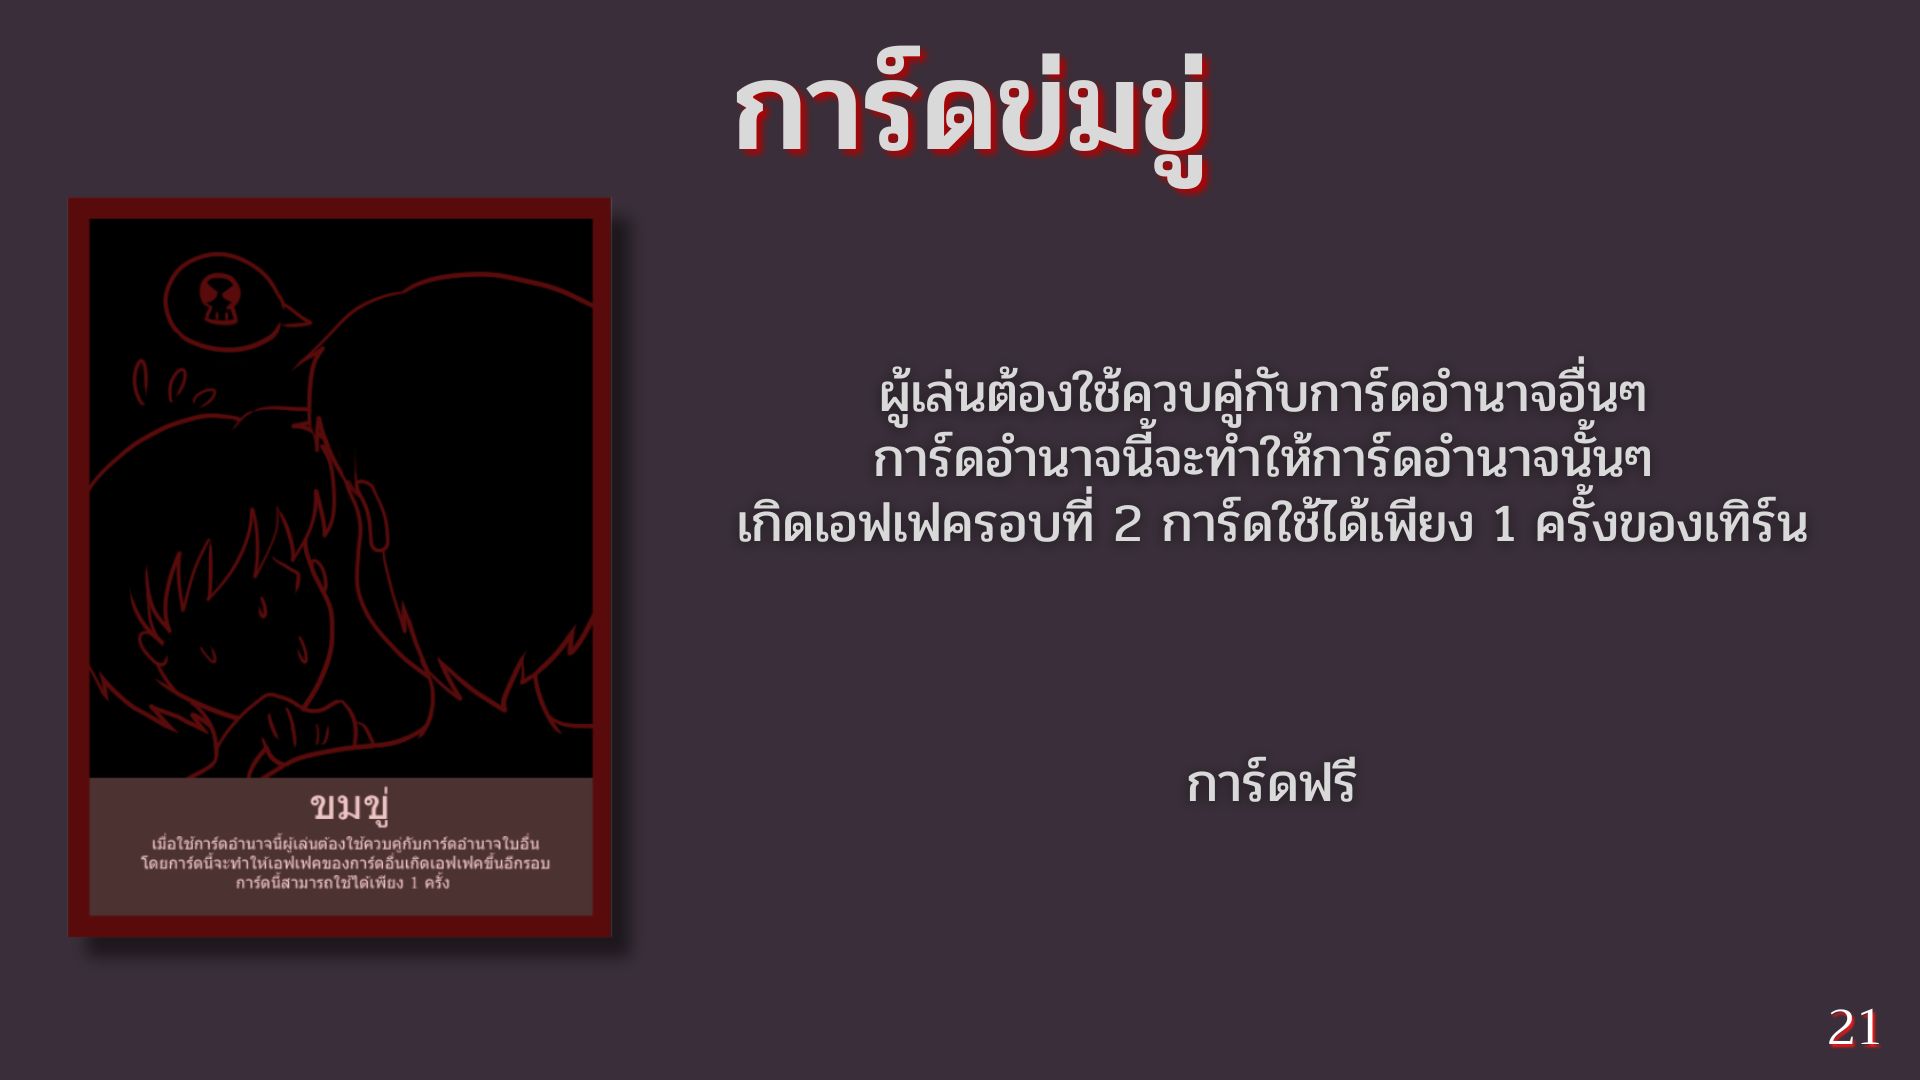 การ์ดข่มขู่
ผู้เล่นต้องใช้ควบคู่กับการ์ดอำนาจอื่นๆ
การ์ดอำนาจนี้จะทำให้การ์ดอำนาจนั้นๆ
เกิดเอฟเฟครอบที่ 2 การ์ดใช้ได้เพียง 1 ครั้งของเทิร์น
การ์ดฟรี
ขมขู่
เมื่อใช้การ์ดอำนาจนี้ผู้เล่นต้องใช้ควบคู่กับการ์ดอำนาจใบอื่น
โดยการ์ดนี้จะทำให้เอฟเฟคของการ์ดอื่นเกิดเอฟเฟคขึ้นอีกรอบ
การ์ดนี้สามารถใช้ได้เพียง 1 ครั้ง
21